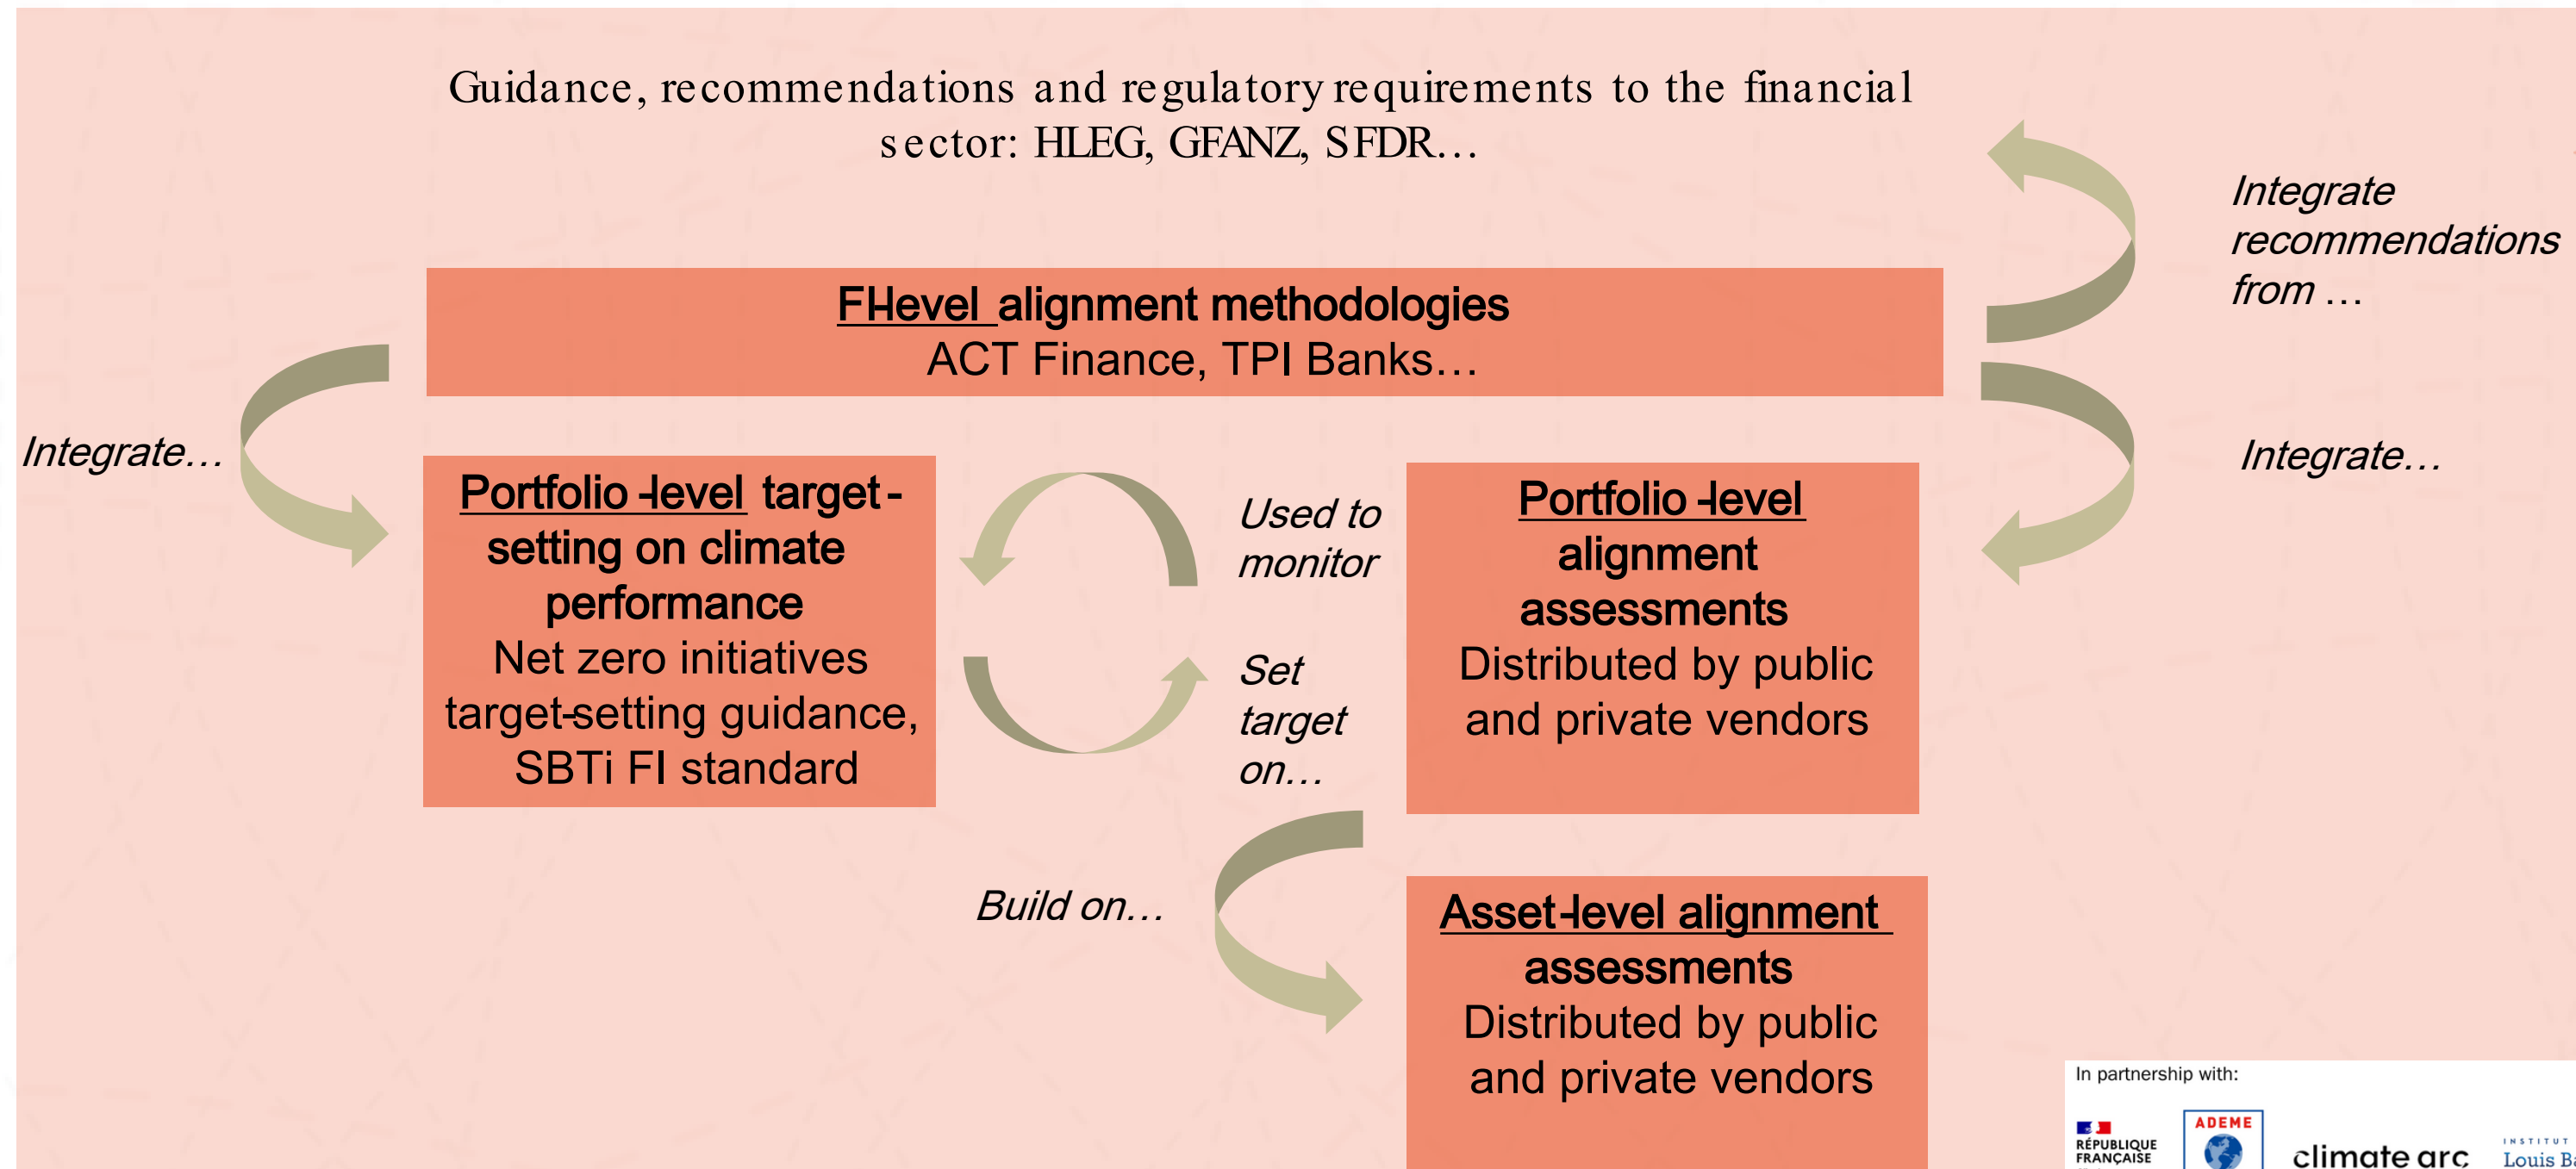 Guidance, recommendations and regulatory requirements to the financial
sector: HLEG, GFANZ, SFDR…
Integrate
recommendations
from …
FI-level alignment methodologies
ACT Finance, TPI Banks…
Integrate…
Integrate…
Portfolio-level target-
setting on climate
performance
Net zero initiatives
target-setting guidance,
SBTi FI standard
Used to
monitor
Set
target
on…
Portfolio-level
alignment
assessments
Distributed by public
and private vendors
Build on…
Asset-level alignment
assessments
Distributed by public
and private vendors
In partnership with:
RÉPUBLIQUE
FRANÇAISE
ADEME
climate arc
INSTITUT
Louis Ba